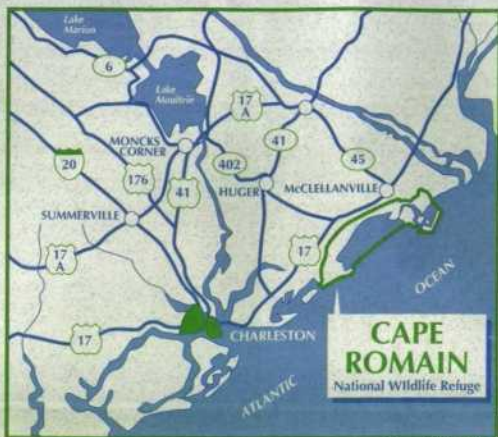 Lake
Marion
6
Lake
Moultrie
17
A
MONCKS
CORNER
41
20
176
41
402
45
HUGER
McCLELLANVILLE
SUMMERVILLE
17
A
17
OCEAN
17
CHARLESTON
CAPE
ROMAIN
National Wildlife Refuge
ATLANTIC